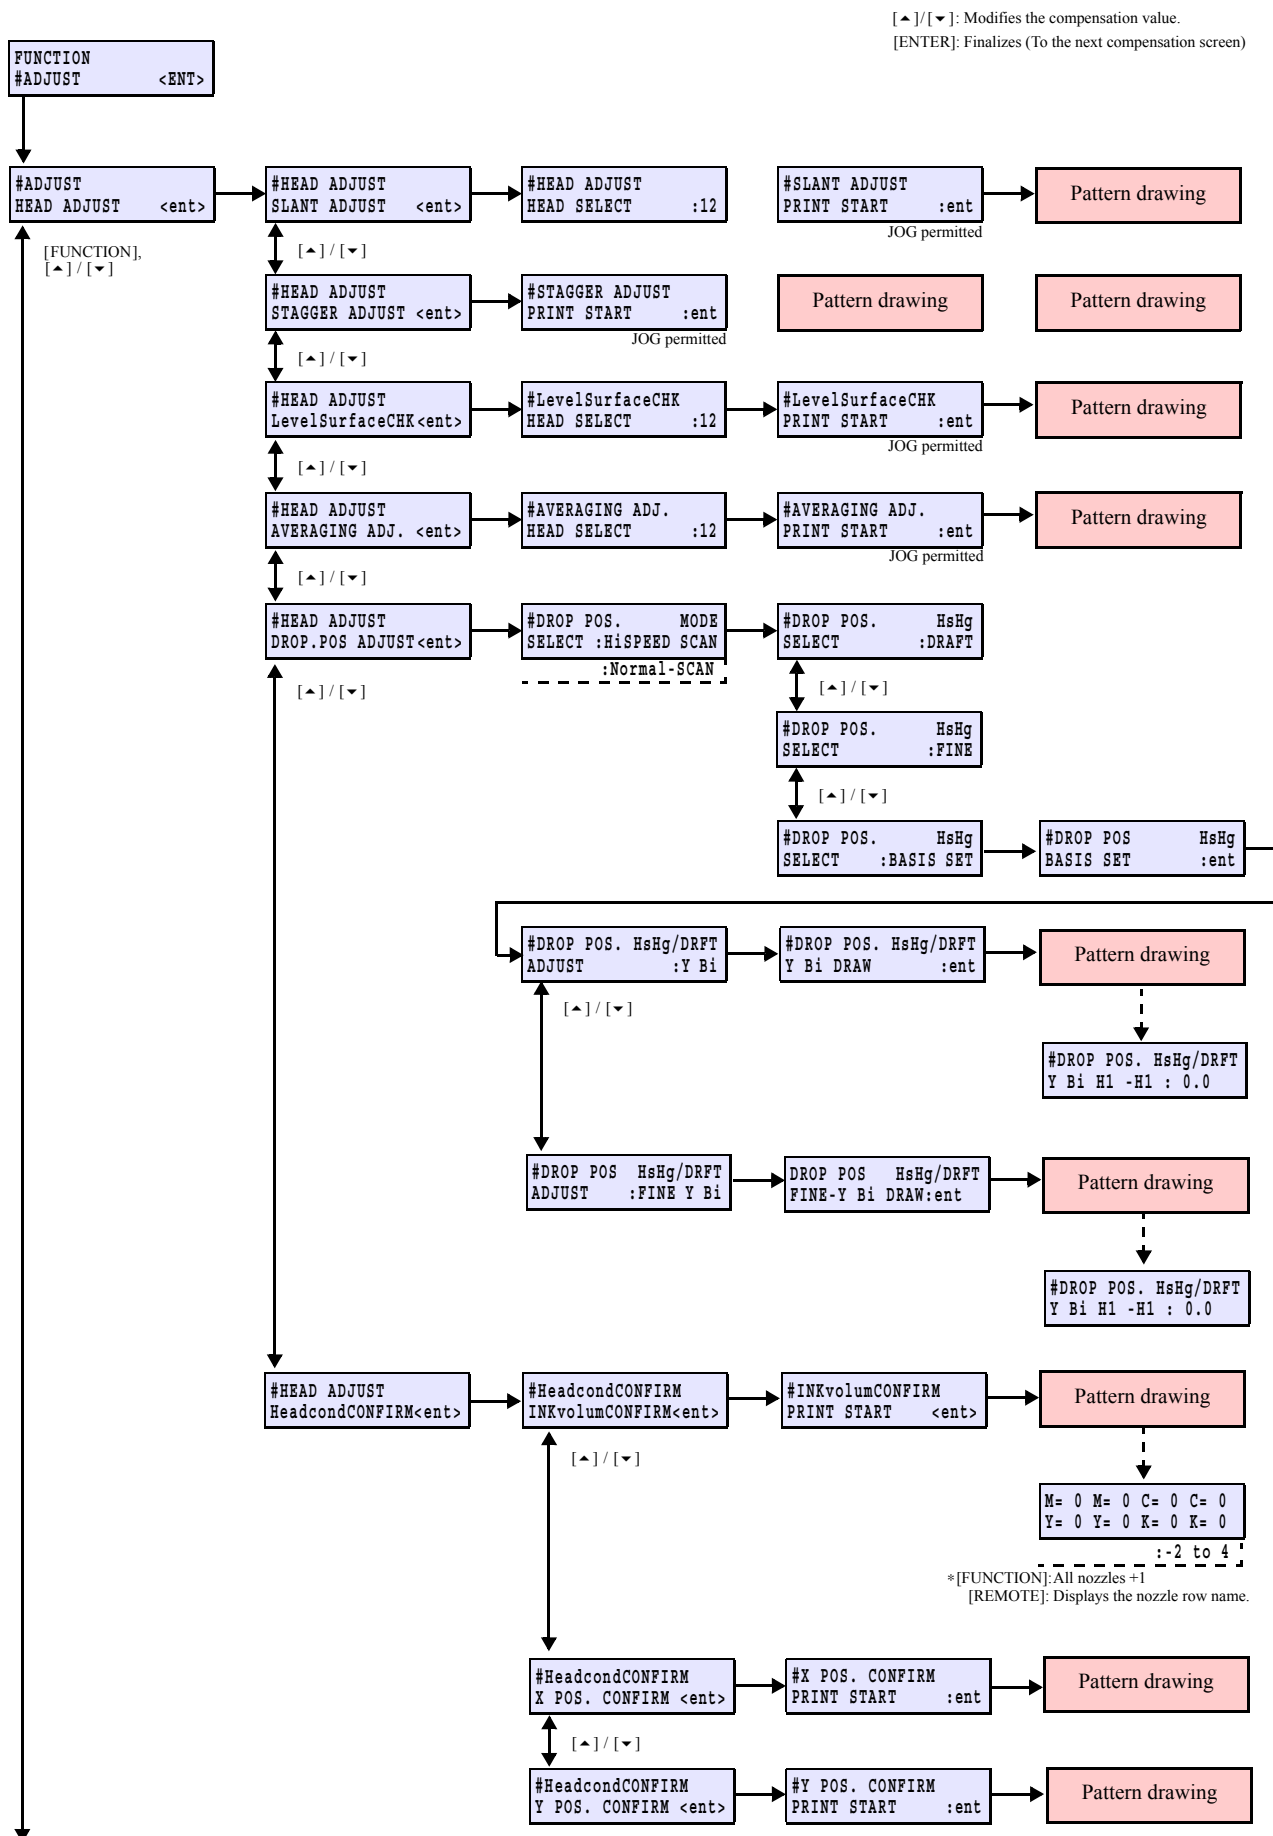 [▲]/[▼]: Modifies the compensation value.
[ENTER]: Finalizes (To the next compensation screen)
FUNCTION
#ADJUST <ENT>
#ADJUST
HEAD ADJUST <ent>
[FUNCTION],
[▲] / [▼]
#HEAD ADJUST
SLANT ADJUST <ent>
#HEAD ADJUST
HEAD SELECT :12
#SLANT ADJUST
PRINT START :ent
JOG permitted
Pattern drawing
[▲] / [▼]
#HEAD ADJUST
STAGGER ADJUST <ent>
#STAGGER ADJUST
PRINT START :ent
JOG permitted
Pattern drawing
Pattern drawing
[▲] / [▼]
#HEAD ADJUST
LevelSurfaceCHK<ent>
#LevelSurfaceCHK
HEAD SELECT :12
#LevelSurfaceCHK
PRINT START :ent
JOG permitted
Pattern drawing
[▲] / [▼]
#HEAD ADJUST
AVERAGING ADJ. <ent>
#AVERAGING ADJ.
HEAD SELECT :12
#AVERAGING ADJ.
PRINT START :ent
JOG permitted
Pattern drawing
[▲] / [▼]
#HEAD ADJUST
DROP.POS ADJUST<ent>
#DROP POS. MODE
SELECT :HiSPEED SCAN
:Normal-SCAN
#DROP POS. HsHg
SELECT :DRAFT
[▲] / [▼]
[▲] / [▼]
#DROP POS. HsHg
SELECT :FINE
[▲] / [▼]
#DROP POS. HsHg
SELECT :BASIS SET
#DROP POS HsHg
BASIS SET :ent
#DROP POS. HsHg/DRFT
ADJUST :Y Bi
#DROP POS. HsHg/DRFT
Y Bi DRAW :ent
Pattern drawing
[▲] / [▼]
#DROP POS. HsHg/DRFT
Y Bi H1 -H1 : 0.0
#DROP POS HsHg/DRFT
ADJUST :FINE Y Bi
DROP POS HsHg/DRFT
FINE-Y Bi DRAW:ent
Pattern drawing
#DROP POS. HsHg/DRFT
Y Bi H1 -H1 : 0.0
#HEAD ADJUST
HeadcondCONFIRM<ent>
#HeadcondCONFIRM
INKvolumCONFIRM<ent>
#INKvolumCONFIRM
PRINT START <ent>
Pattern drawing
[▲] / [▼]
M= 0 M= 0 C= 0 C= 0
Y= 0 Y= 0 K= 0 K= 0
:-2 to 4
*[FUNCTION]:All nozzles +1
[REMOTE]: Displays the nozzle row name.
#HeadcondCONFIRM
X POS. CONFIRM <ent>
#X POS. CONFIRM
PRINT START :ent
Pattern drawing
[▲] / [▼]
#HeadcondCONFIRM
Y POS. CONFIRM <ent>
#Y POS. CONFIRM
PRINT START :ent
Pattern drawing